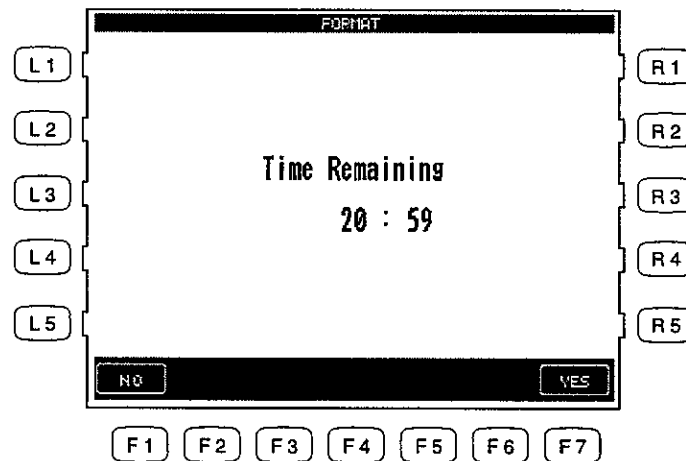 FORMAT
L1 R1
L2 R2
Time Remaining
L3 R3
20 : 59
L4 R4
L5 R5
NO YES
F1 F2 F3 F4 F5 F6 F7